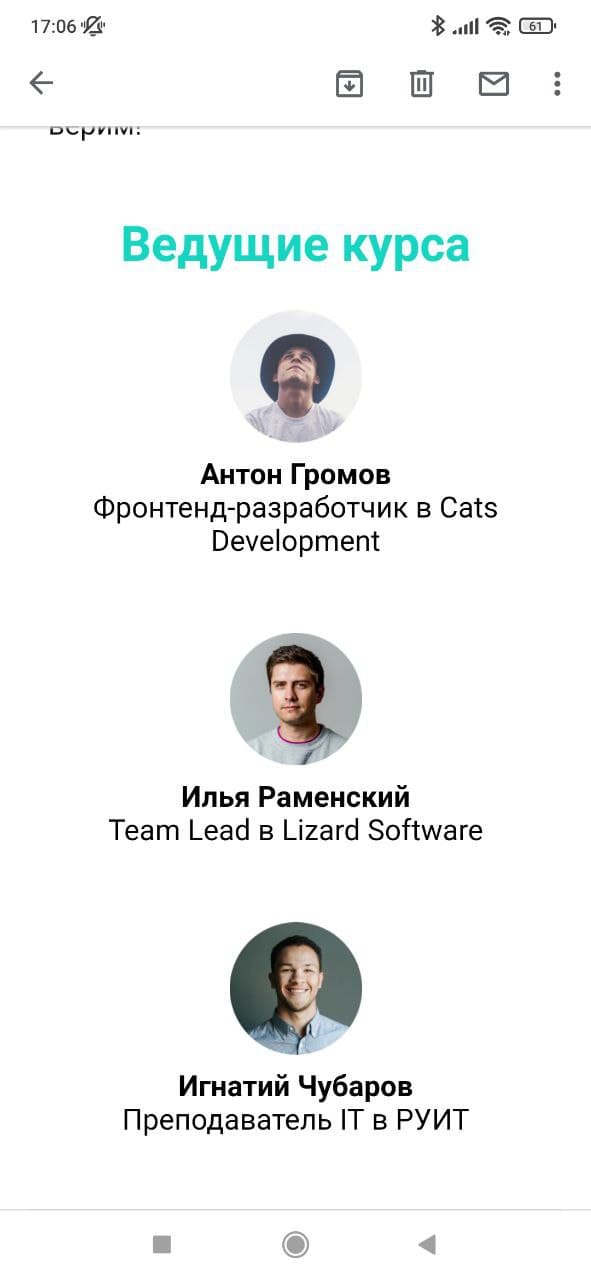 17:06
61
Верим!
Ведущие курса
Антон Громов
Фронтенд-разработчик в Cats
Development
Илья Раменский
Team Lead в Lizard Software
Игнатий Чубаров
Преподаватель IT в РУИТ